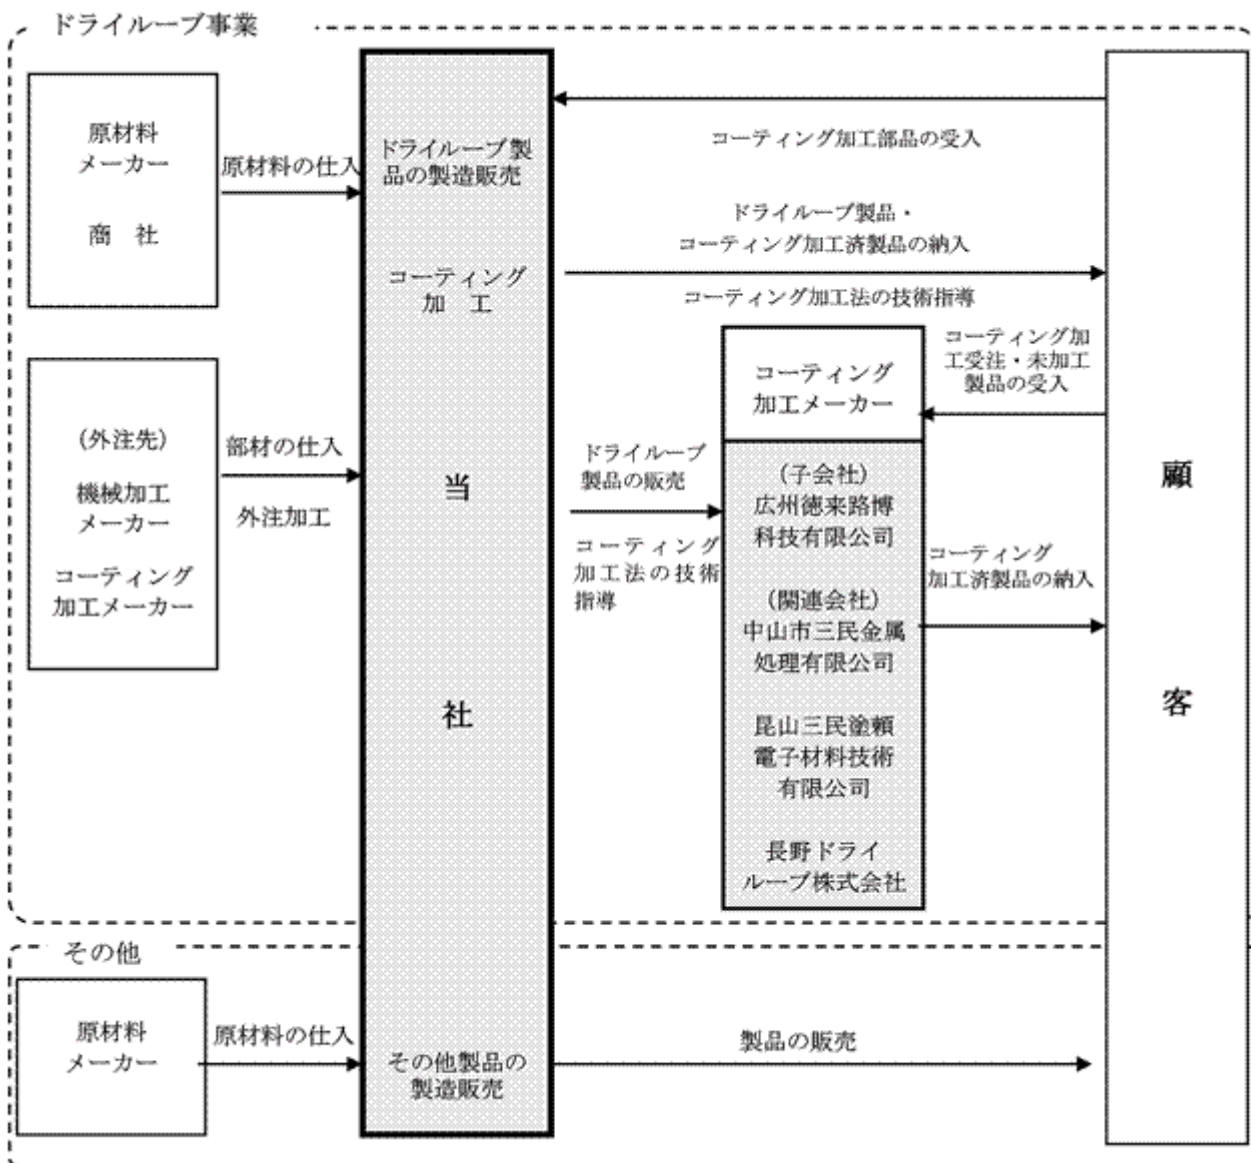 ドライルーブ事業
原材料
メーカー
商 社
原材料の仕入
ドライルーブ製
品の製造販売
コーティング
加 工
コーティング加工部品の受入
ドライルーブ製品・
コーティング加工済製品の納入
コーティング加工法の技術指導
(外注先)
機械加工
メーカー
コーティング
加工メーカー
部材の仕入
外注加工
当
社
ドライルーブ
製品の販売
コーティング
加工法の技術
指導
コーティング
加工メーカー
(子会社)
広州徳来路博
科技有限公司
(関連会社)
中山市三民金属
処理有限公司
昆山三民塗頼
電子材料技術
有限公司
長野ドライ
ルーブ株式会社
コーティング加
工受注・未加工
製品の受入
コーティング
加工済製品の納入
顧
客
その他
原材料
メーカー
原材料の仕入
その他製品の
製造販売
製品の販売